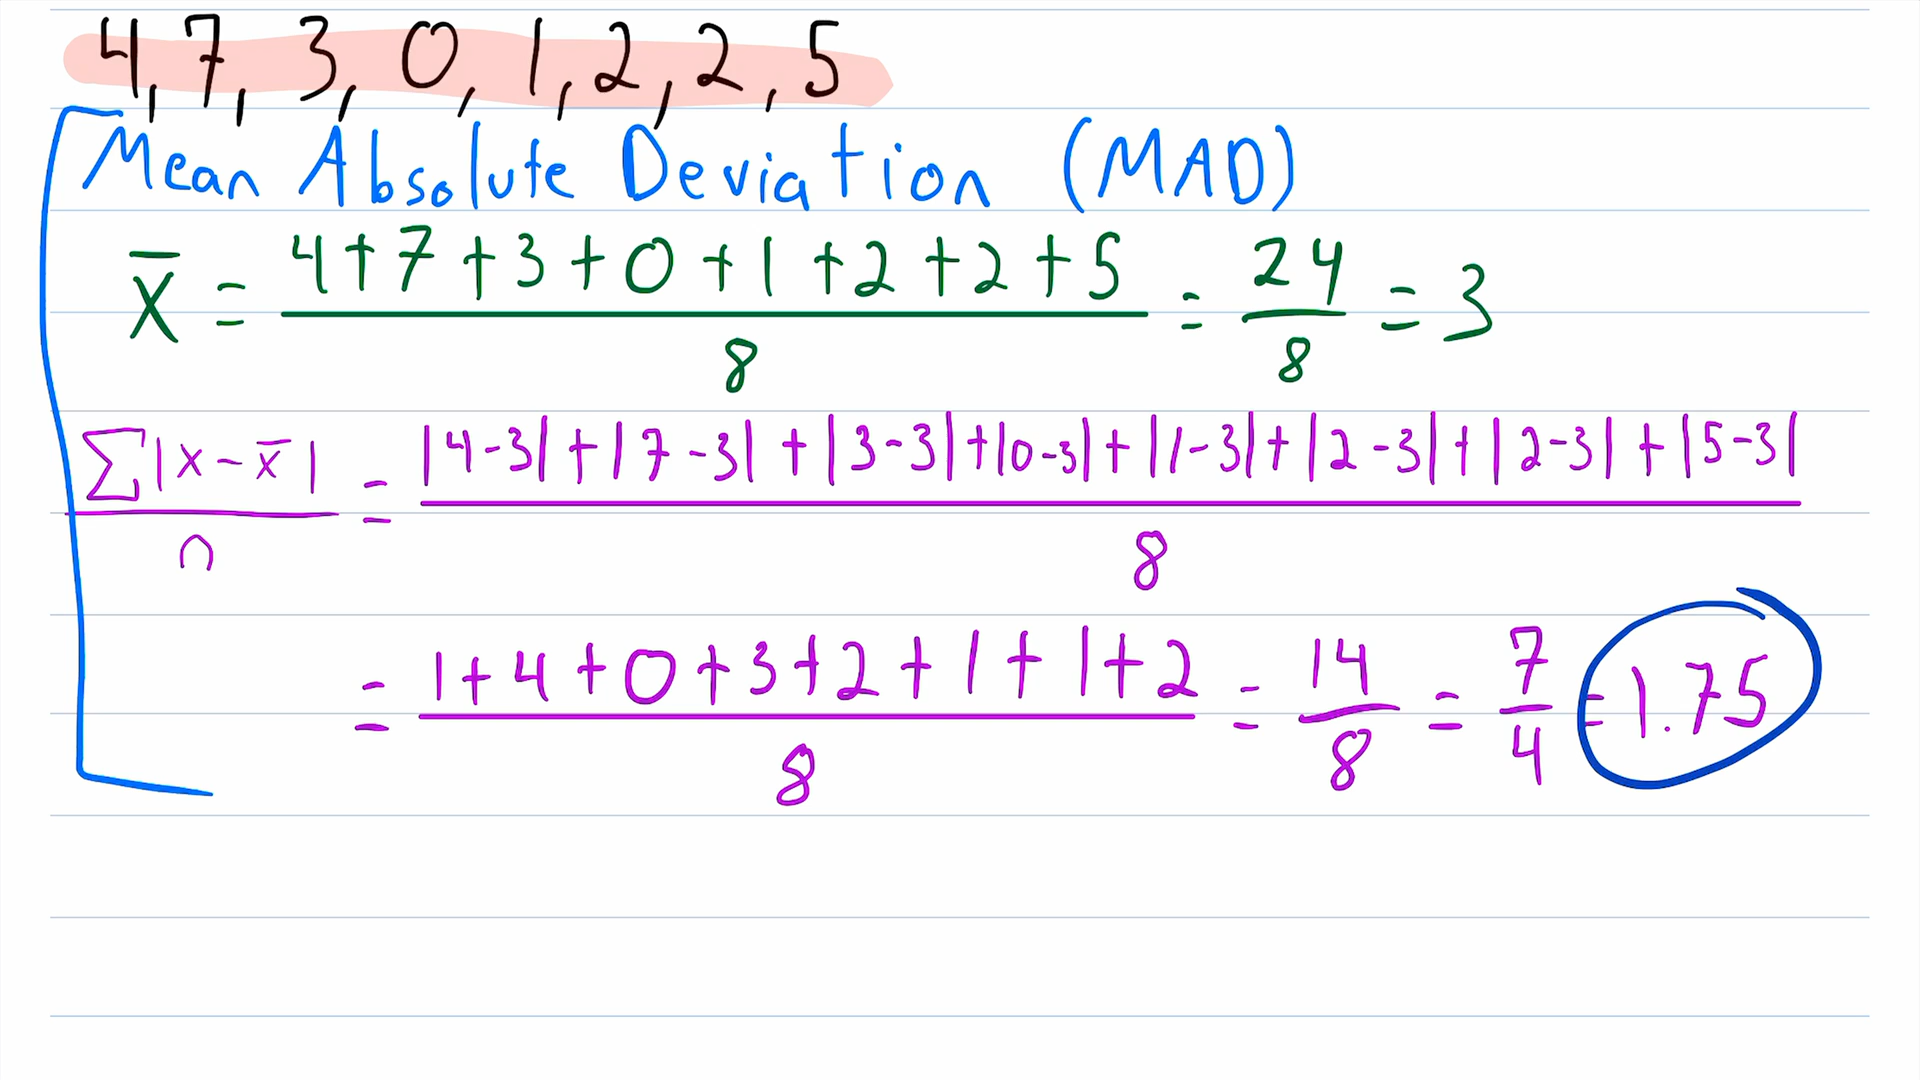 4, 7, 3, 0, 1, 2, 2, 5
Mean Absolute Deviation (MAD)
x̄ = (4+7+3+0+1+2+2+5)/8 = 24/8 = 3
∑|x-x̄|/n = (|4-3|+|7-3|+|3-3|+|0-3|+|1-3|+|2-3|+|2-3|+|5-3|)/8
= (1+4+0+3+2+1+1+2)/8 = 14/8 = 7/4 = 1.75